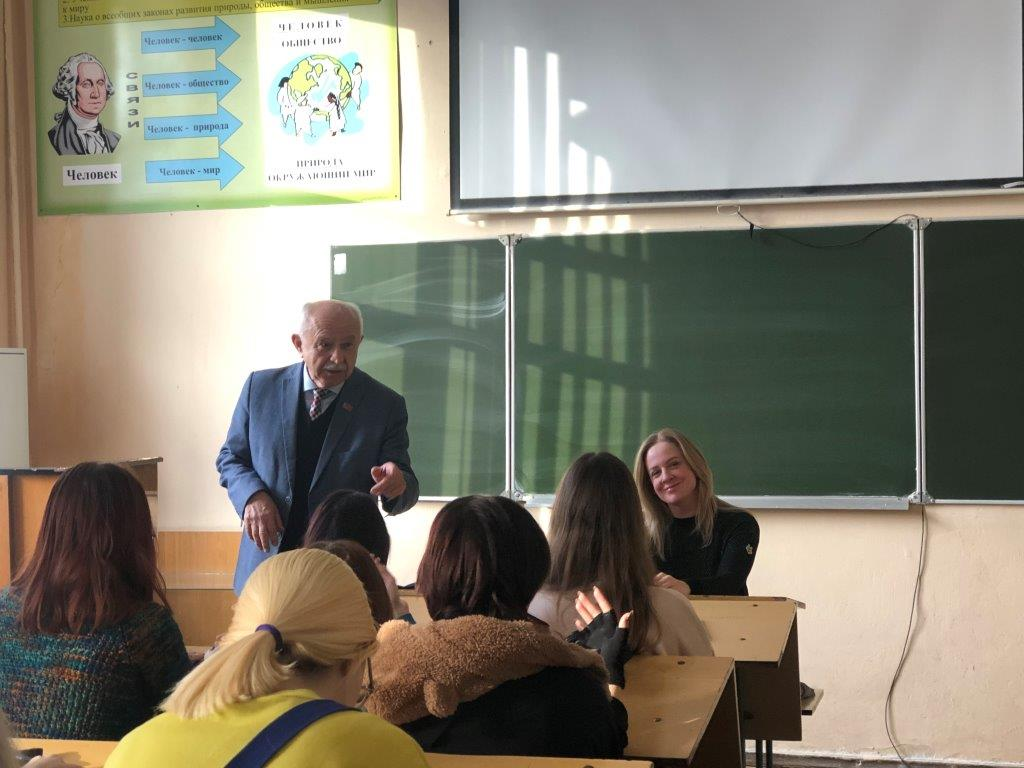 к миру
3.Наука о всеобщих законах развития природы, общества и мышления
Человек - человек
Человек - общество
Человек - природа
Человек - мир
СВЯЗИ
Человек
ЧЕЛОВЕК
ОБЩЕСТВО
ПРИРОДА
ОКРУЖАЮЩИЙ МИР